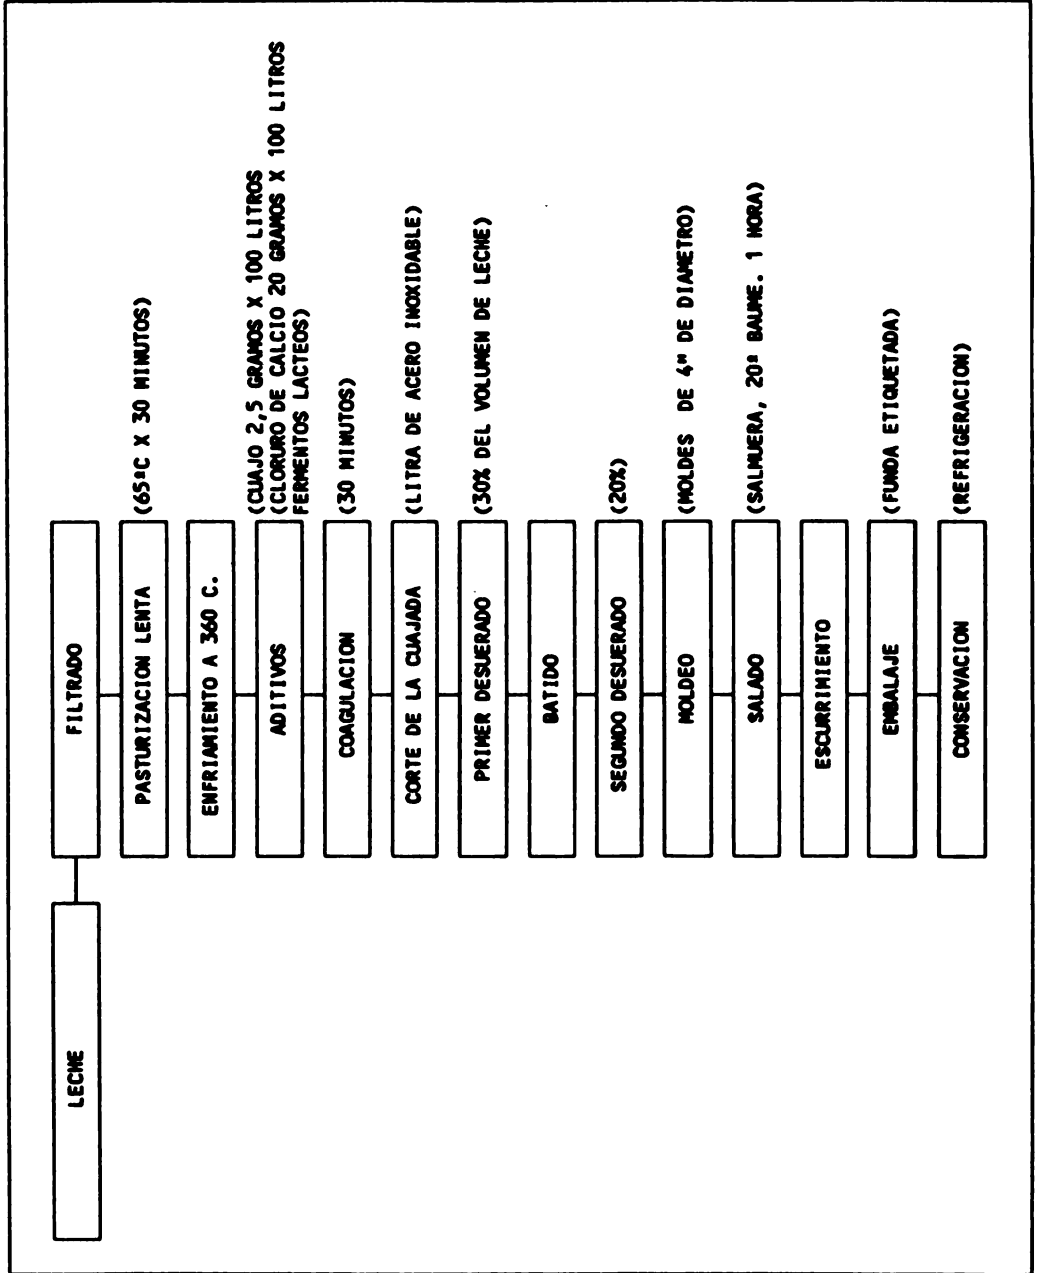 LECHE
FILTRADO
PASTURIZACION LENTA
(65ºC X 30 MINUTOS)
ENFRIAMIENTO A 360 C.
ADITIVOS
(CUAJO 2,5 GRAMOS X 100 LITROS
(CLORURO DE CALCIO 20 GRAMOS X 100 LITROS
FERMENTOS LACTEOS)
COAGULACION
(30 MINUTOS)
CORTE DE LA CUAJADA
(LITRA DE ACERO INOXIDABLE)
PRIMER DESUERADO
(30% DEL VOLUMEN DE LECHE)
BATIDO
SEGUNDO DESUERADO
(20%)
MOLDEO
(MOLDES DE 4" DE DIAMETRO)
SALADO
(SALMUERA, 20º BAUME. 1 HORA)
ESCURRIMIENTO
EMBALAJE
(FUNDA ETIQUETADA)
CONSERVACION
(REFRIGERACION)